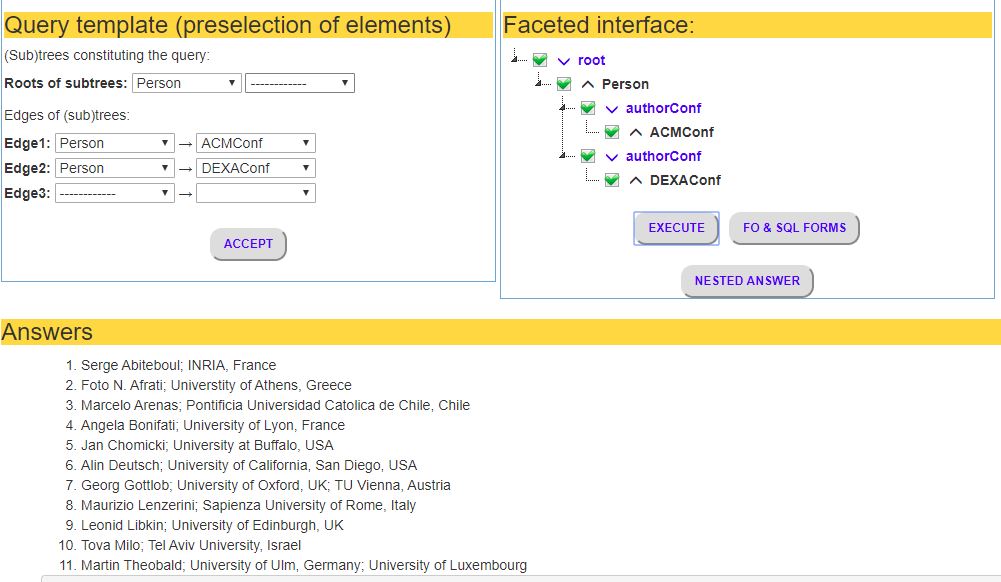 Query template (preselection of elements)
(Sub)trees constituting the query:
Roots of subtrees: Person ------------
Edges of (sub)trees:
Edge1: Person → ACMConf
Edge2: Person → DEXAConf
Edge3: ------------ →
ACCEPT
Faceted interface:
root
Person
authorConf
ACMConf
authorConf
DEXAConf
EXECUTE FO & SQL FORMS
NESTED ANSWER
Answers
1. Serge Abiteboul; INRIA, France
2. Foto N. Afrati; Universtity of Athens, Greece
3. Marcelo Arenas; Pontificia Universidad Catolica de Chile, Chile
4. Angela Bonifati; University of Lyon, France
5. Jan Chomicki; University at Buffalo, USA
6. Alin Deutsch; University of California, San Diego, USA
7. Georg Gottlob; University of Oxford, UK; TU Vienna, Austria
8. Maurizio Lenzerini; Sapienza University of Rome, Italy
9. Leonid Libkin; University of Edinburgh, UK
10. Tova Milo; Tel Aviv University, Israel
11. Martin Theobald; University of Ulm, Germany; University of Luxembourg